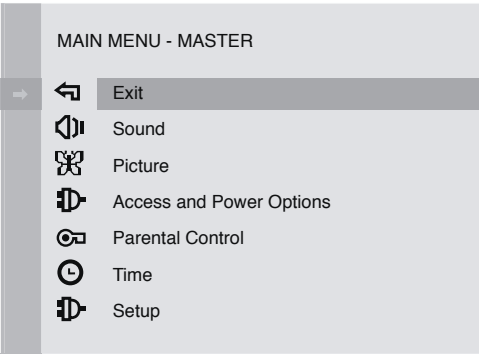 MAIN MENU - MASTER
Exit
Sound
Picture
Access and Power Options
Parental Control
Time
Setup